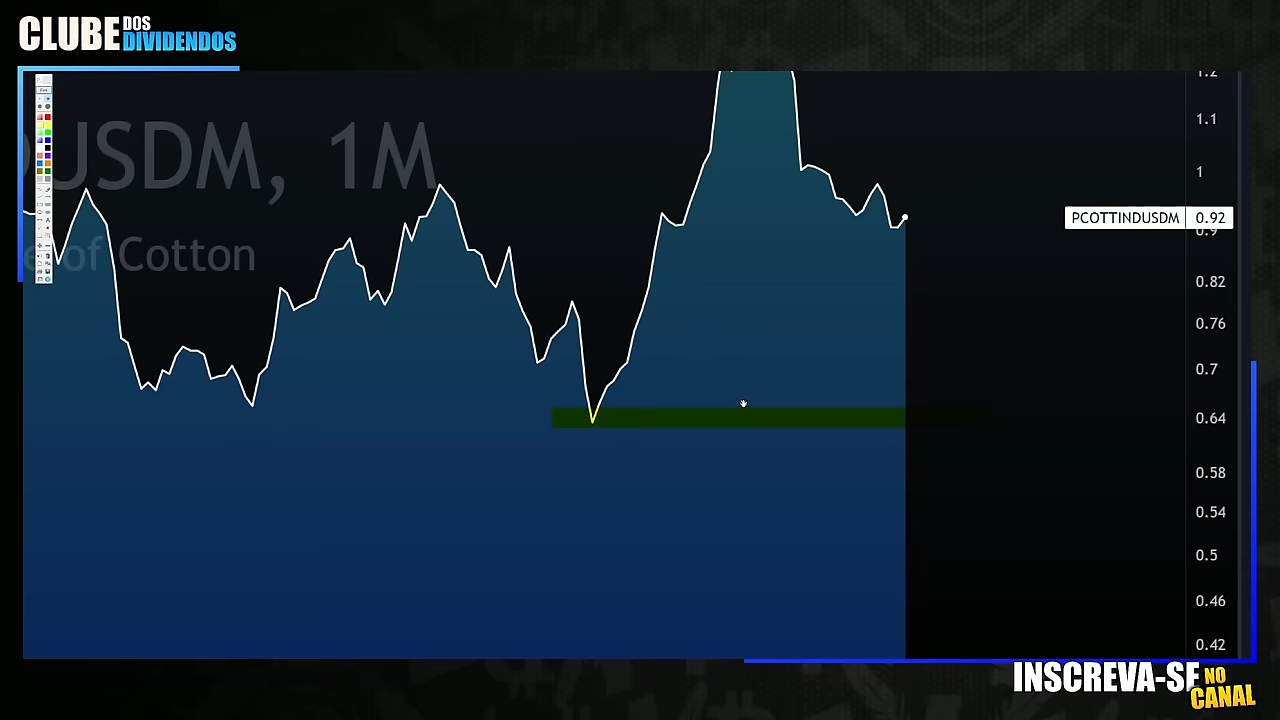 CLUBE DOS DIVIDENDOS
USDM, 1M
e of Cotton
1.2
1.1
1
PCOTTINDUSDM 0.92
0.9
0.82
0.76
0.7
0.64
0.58
0.54
0.5
0.46
0.42
INSCREVA-SE NO CANAL